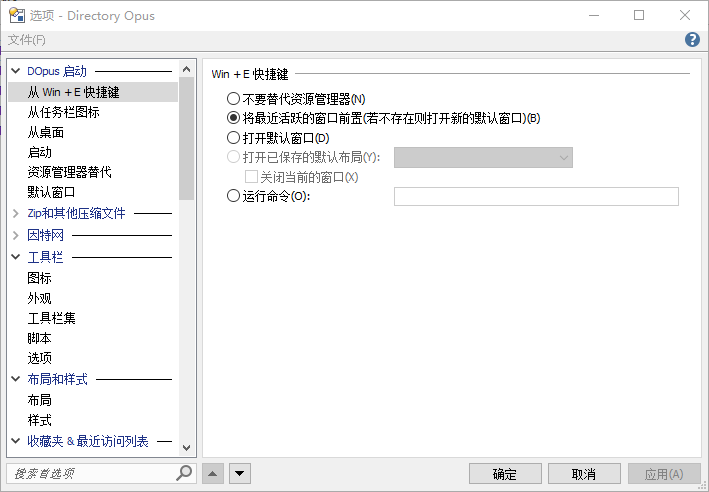 选项 - Directory Opus
文件(F)
DOpus 启动
从 Win + E 快捷键
从任务栏图标
从桌面
启动
资源管理器替代
默认窗口
Zip和其他压缩文件
因特网
工具栏
图标
外观
工具栏集
脚本
选项
布局和样式
布局
样式
收藏夹 & 最近访问列表
搜索首选项
Win + E 快捷键
不要替代资源管理器(N)
将最近活跃的窗口前置(若不存在则打开新的默认窗口)(B)
打开默认窗口(D)
打开已保存的默认布局(Y):
关闭当前的窗口(X)
运行命令(O):
确定
取消
应用(A)